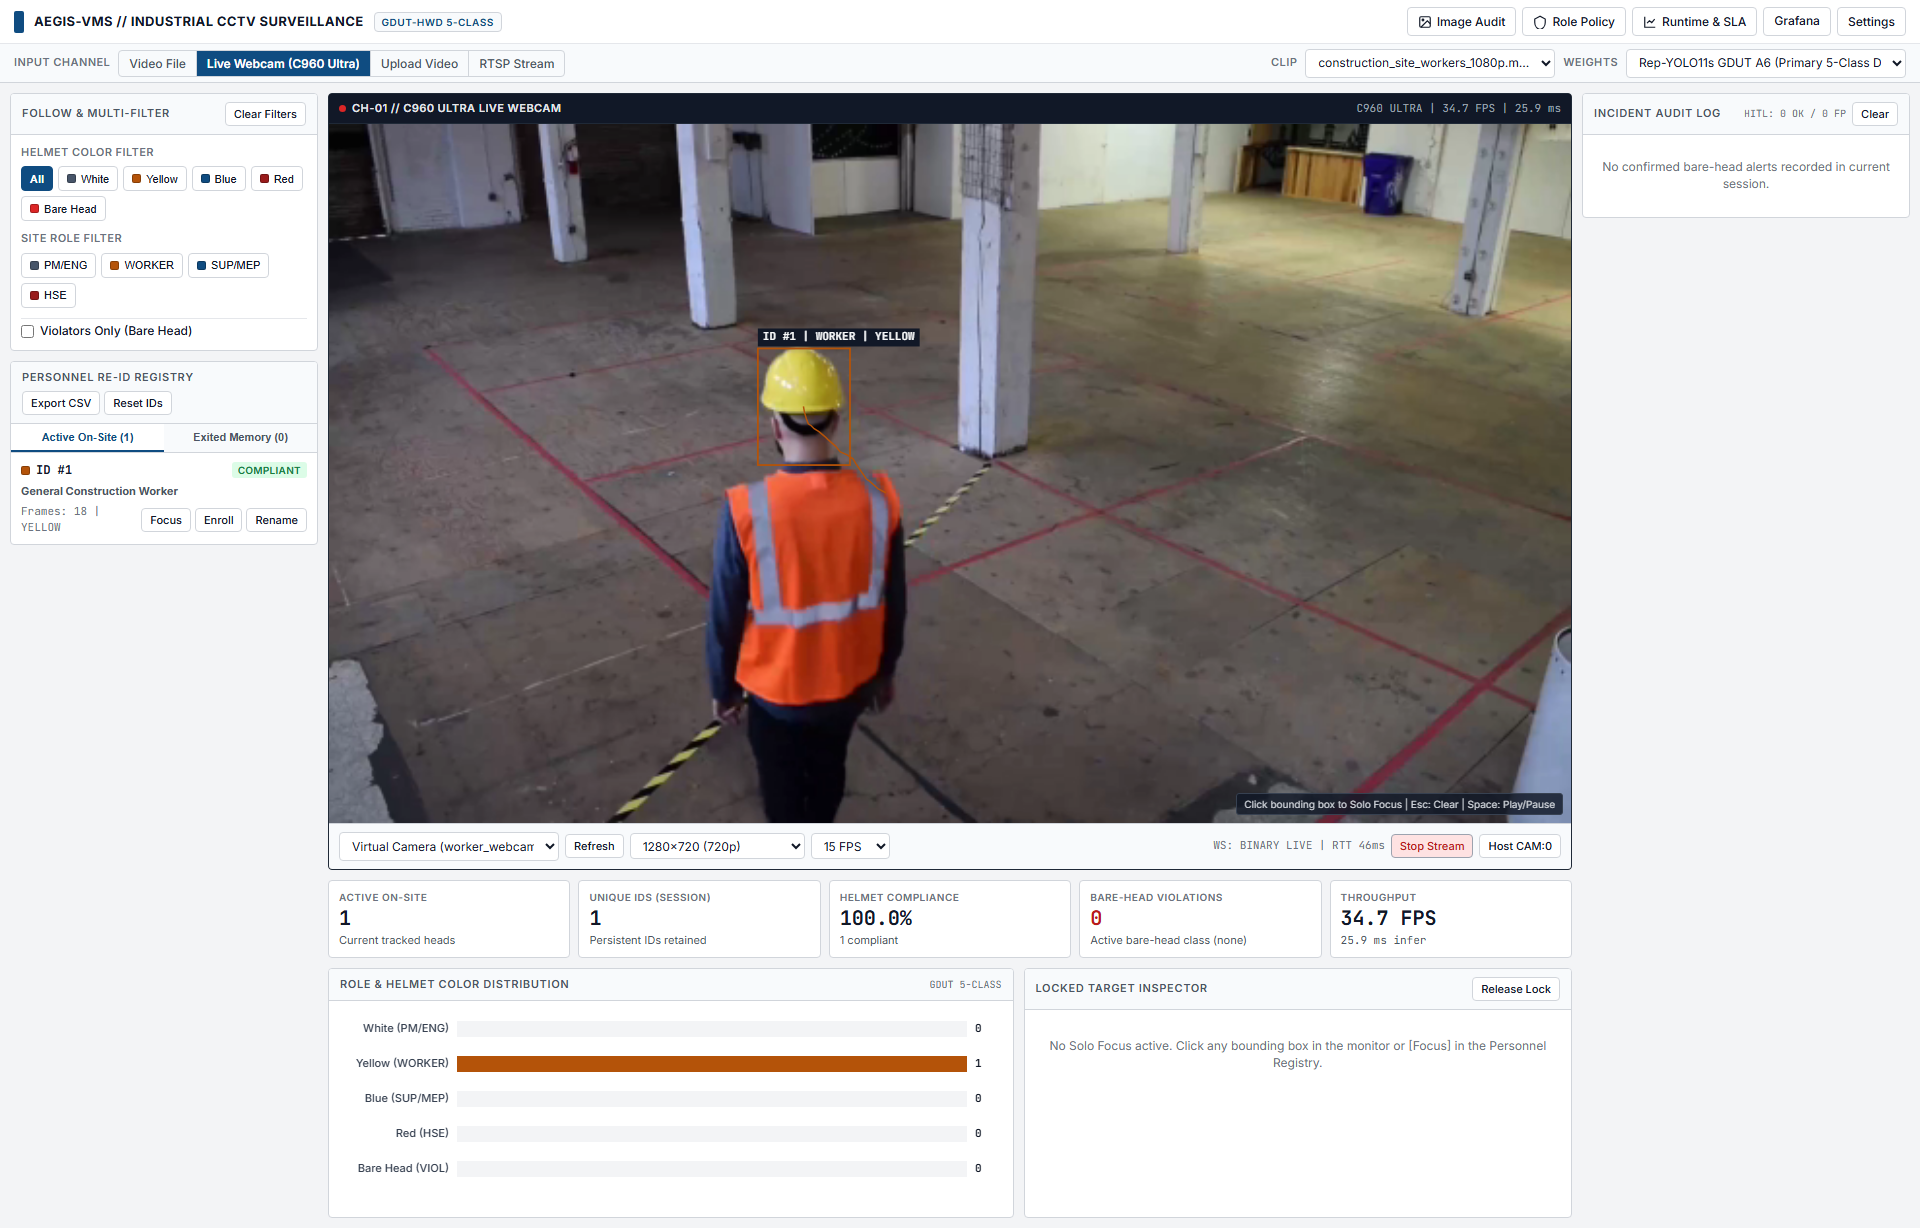 AEGIS-VMS // INDUSTRIAL CCTV SURVEILLANCE
GDUT-HWD 5-CLASS
Image Audit
Role Policy
Runtime & SLA
Grafana
Settings
INPUT CHANNEL
Video File
Live Webcam (C960 Ultra)
Upload Video
RTSP Stream
CLIP
construction_site_workers_1080p.m...
WEIGHTS
Rep-YOLO11s GDUT A6 (Primary 5-Class D
FOLLOW & MULTI-FILTER
Clear Filters
HELMET COLOR FILTER
All
White
Yellow
Blue
Red
Bare Head
SITE ROLE FILTER
PM/ENG
WORKER
SUP/MEP
HSE
Violators Only (Bare Head)
PERSONNEL RE-ID REGISTRY
Export CSV
Reset IDs
Active On-Site (1)
Exited Memory (0)
ID #1
COMPLIANT
General Construction Worker
Frames: 18 |
YELLOW
Focus
Enroll
Rename
CH-01 // C960 ULTRA LIVE WEBCAM
C960 ULTRA | 34.7 FPS | 25.9 ms
ID #1 | WORKER | YELLOW
Click bounding box to Solo Focus | Esc: Clear | Space: Play/Pause
Virtual Camera (worker_webcam
Refresh
1280×720 (720p)
15 FPS
WS: BINARY LIVE | RTT 46ms
Stop Stream
Host CAM:0
ACTIVE ON-SITE
1
Current tracked heads
UNIQUE IDS (SESSION)
1
Persistent IDs retained
HELMET COMPLIANCE
100.0%
1 compliant
BARE-HEAD VIOLATIONS
0
Active bare-head class (none)
THROUGHPUT
34.7 FPS
25.9 ms infer
ROLE & HELMET COLOR DISTRIBUTION
GDUT 5-CLASS
White (PM/ENG)
0
Yellow (WORKER)
1
Blue (SUP/MEP)
0
Red (HSE)
0
Bare Head (VIOL)
0
LOCKED TARGET INSPECTOR
Release Lock
No Solo Focus active. Click any bounding box in the monitor or [Focus] in the Personnel
Registry.
INCIDENT AUDIT LOG
HITL: 0 OK / 0 FP
Clear
No confirmed bare-head alerts recorded in current
session.